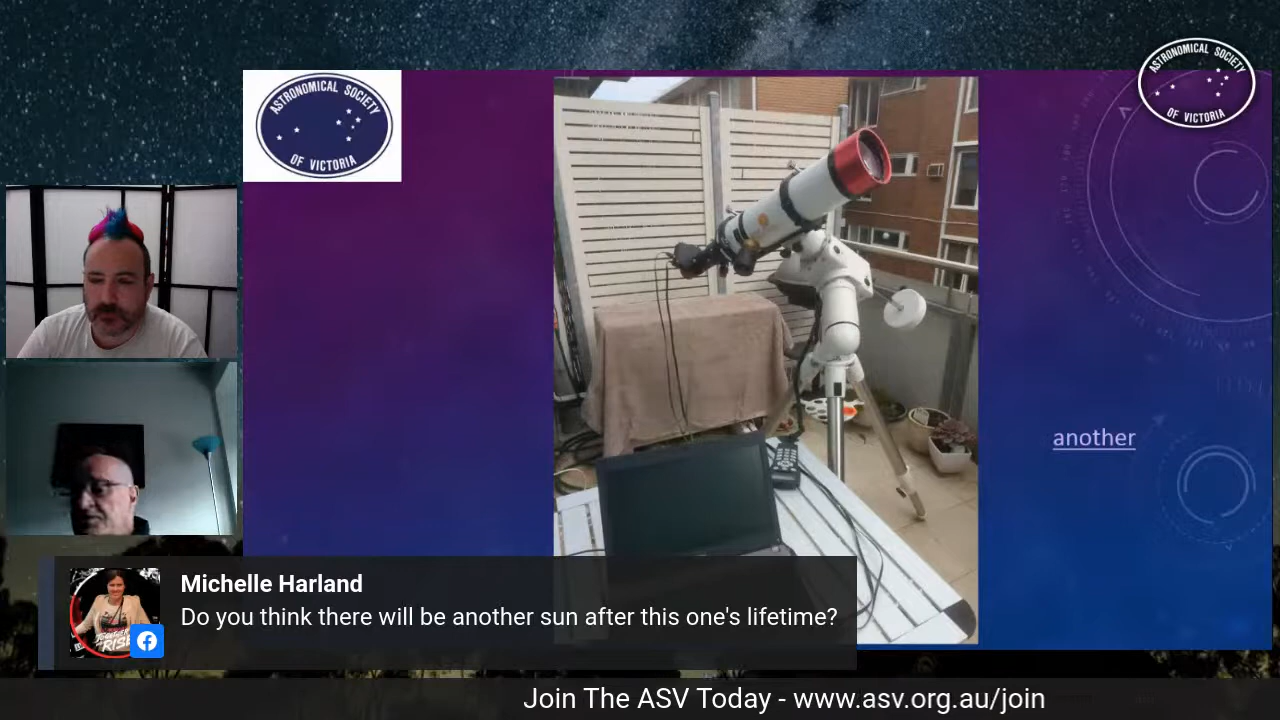 ASTRONOMICAL SOCIETY
OF VICTORIA
ASTRONOMICAL SOCIETY
OF VICTORIA
another
Michelle Harland
Do you think there will be another sun after this one's lifetime?
Join The ASV Today - www.asv.org.au/join